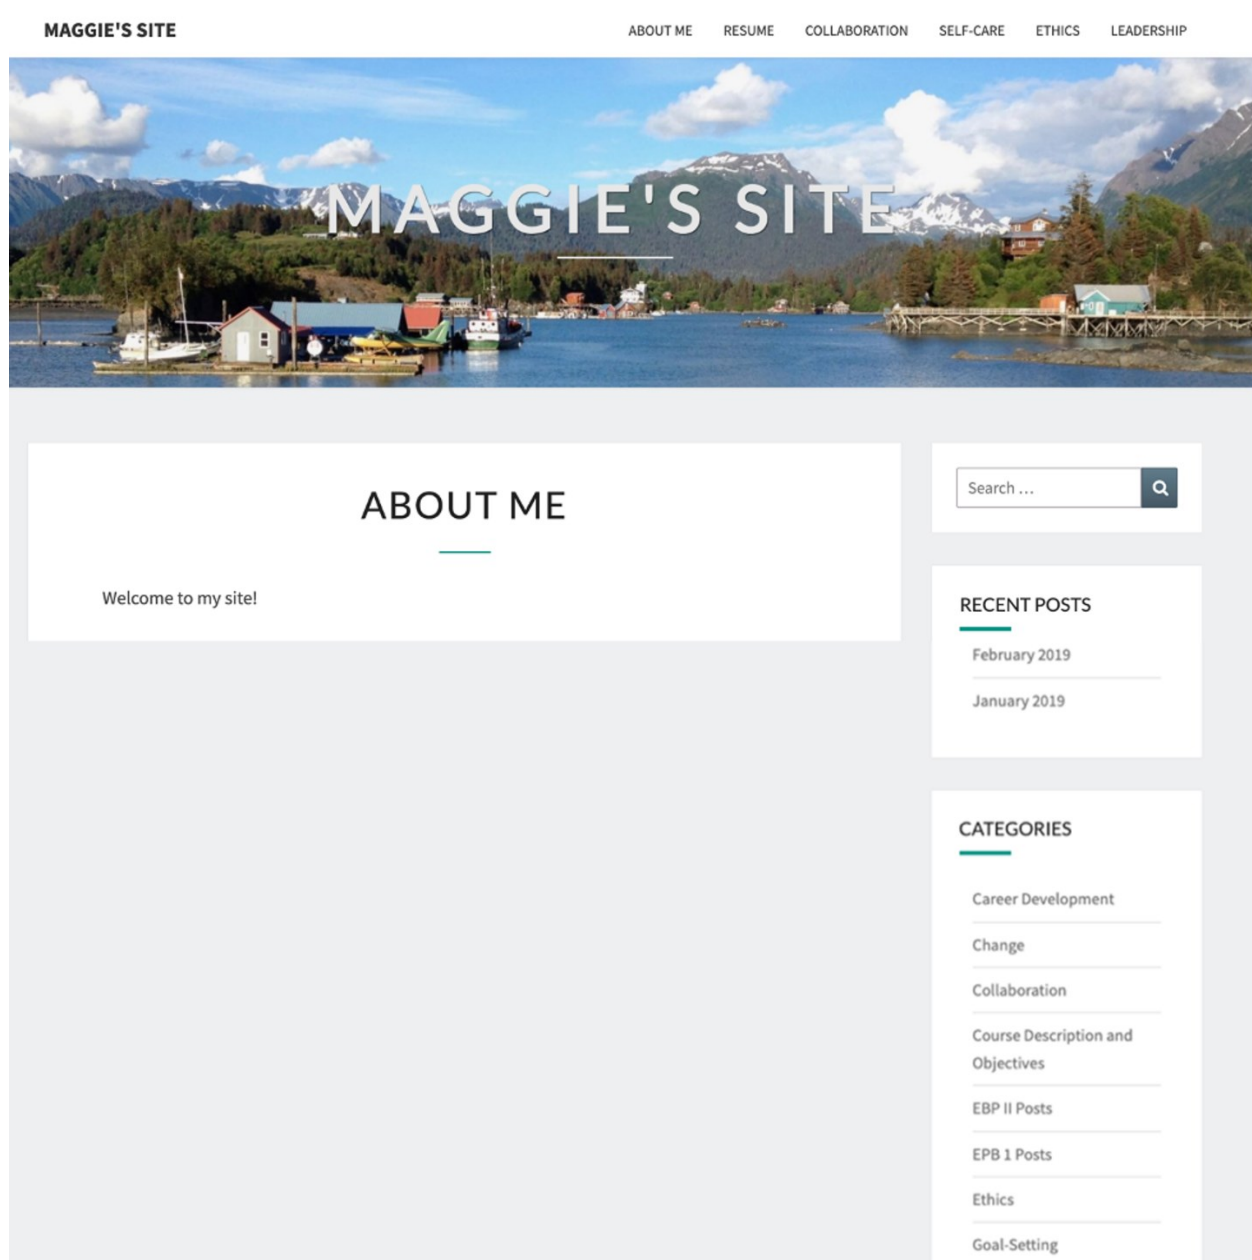 MAGGIE'S SITE
ABOUT ME RESUME COLLABORATION SELF-CARE ETHICS LEADERSHIP
MAGGIE'S SITE
ABOUT ME
Welcome to my site!
Search ...
RECENT POSTS
February 2019
January 2019
CATEGORIES
Career Development
Change
Collaboration
Course Description and
Objectives
EBP II Posts
EPB 1 Posts
Ethics
Goal-Setting